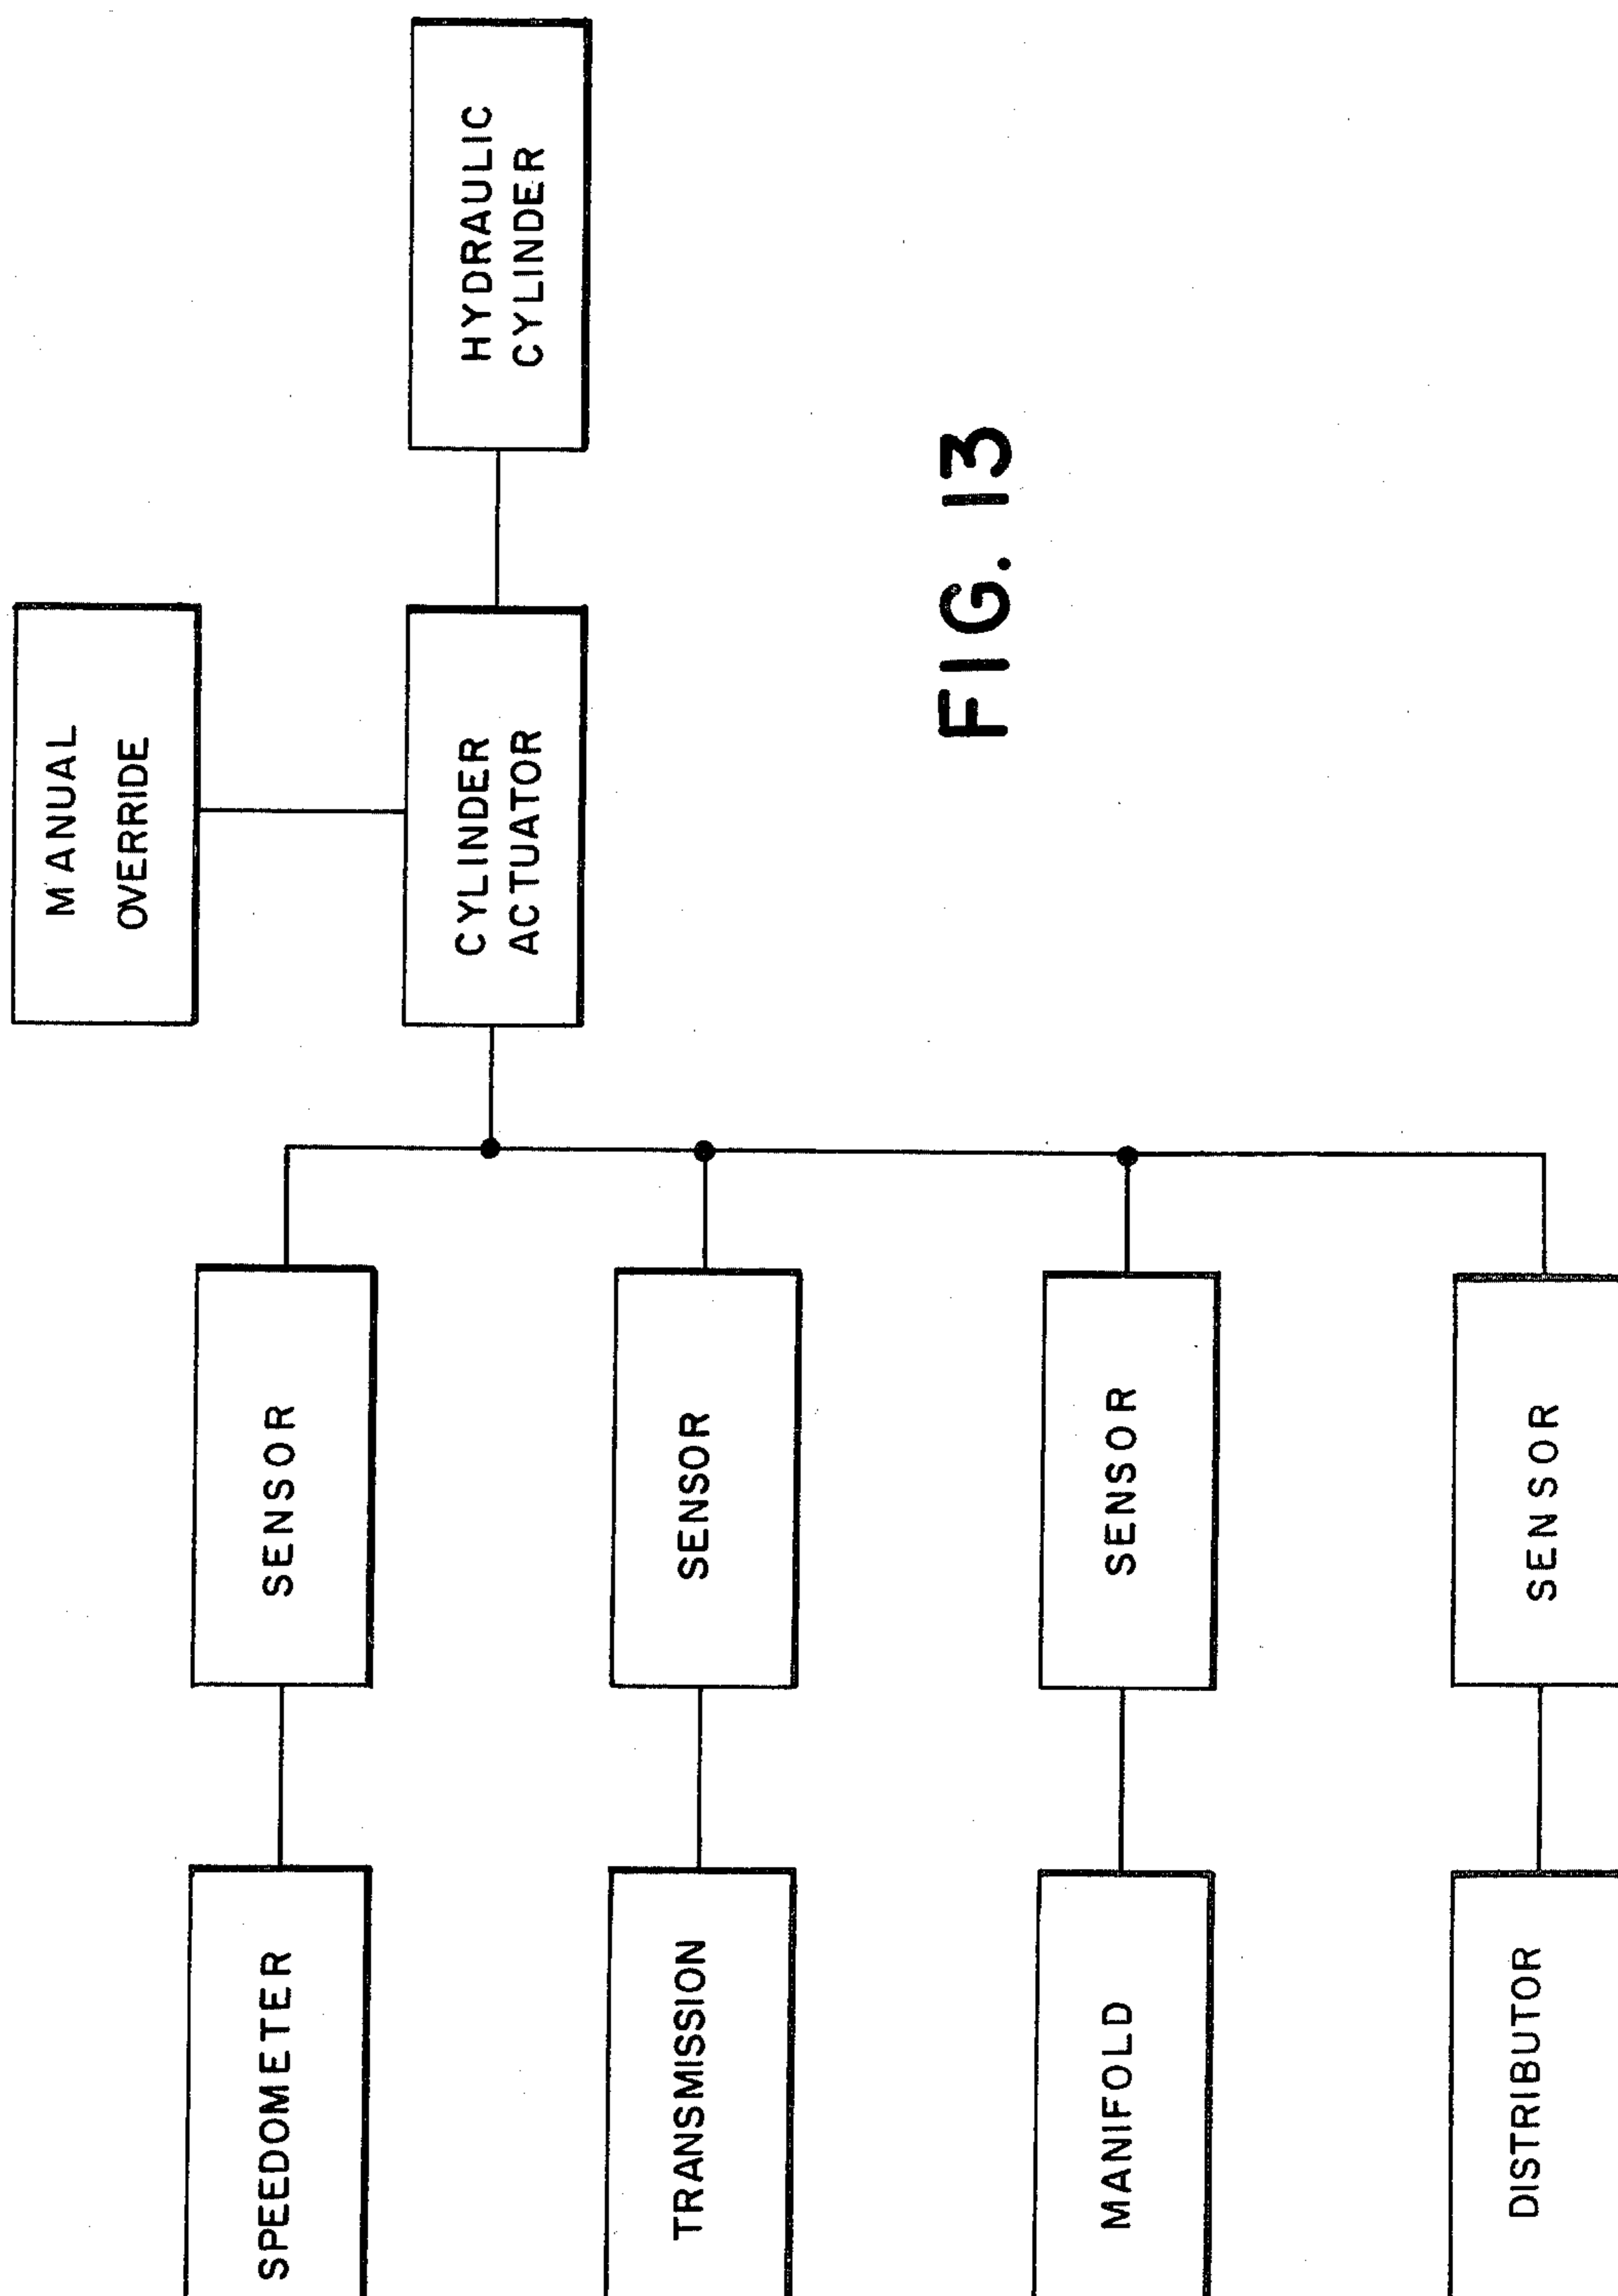 MANUAL
OVERRIDE
SPEEDOMETER
SENSOR
CYLINDER
ACTUATOR
HYDRAULIC
CYLINDER
TRANSMISSION
SENSOR
MANIFOLD
SENSOR
DISTRIBUTOR
SENSOR
FIG. 13